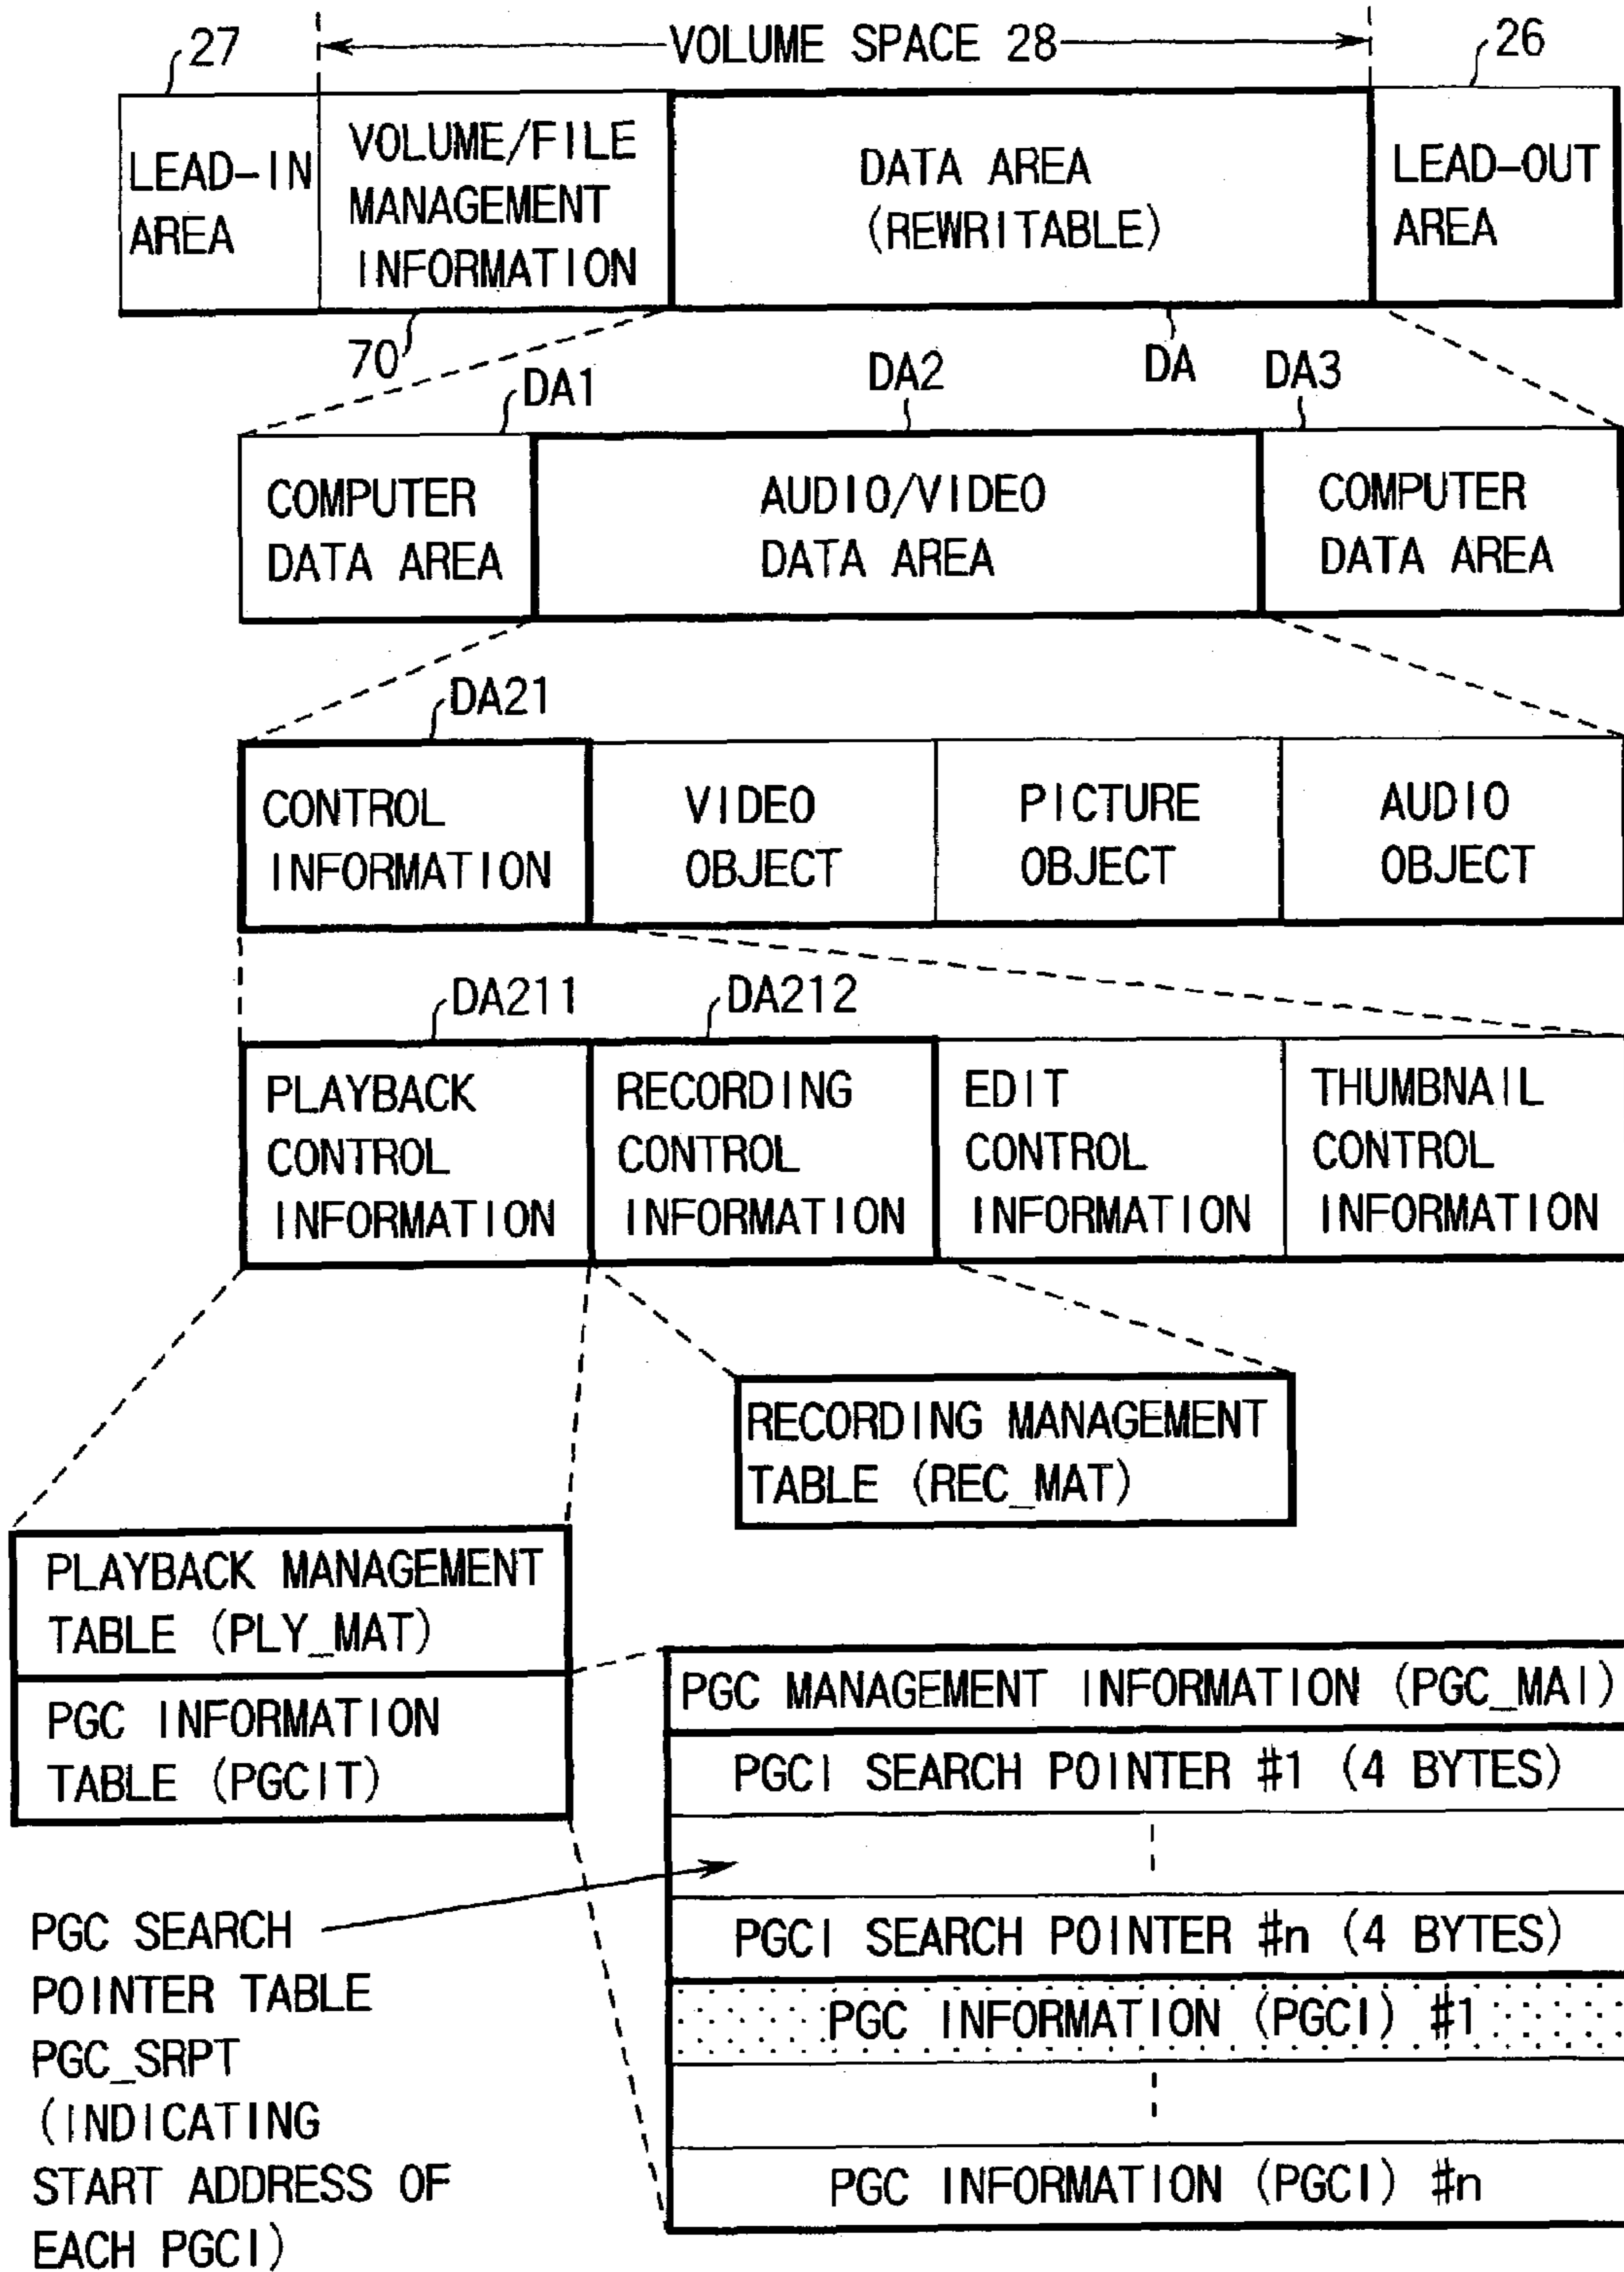 27
VOLUME SPACE 28
26
LEAD-IN
AREA
VOLUME/FILE
MANAGEMENT
INFORMATION
DATA AREA
(REWRITABLE)
LEAD-OUT
AREA
70
DA1
DA2
DA
DA3
COMPUTER
DATA AREA
AUDIO/VIDEO
DATA AREA
COMPUTER
DATA AREA
DA21
CONTROL
INFORMATION
VIDEO
OBJECT
PICTURE
OBJECT
AUDIO
OBJECT
DA211
DA212
PLAYBACK
CONTROL
INFORMATION
RECORDING
CONTROL
INFORMATION
EDIT
CONTROL
INFORMATION
THUMBNAIL
CONTROL
INFORMATION
RECORDING MANAGEMENT
TABLE (REC_MAT)
PLAYBACK MANAGEMENT
TABLE (PLY_MAT)
PGC INFORMATION
TABLE (PGCIT)
PGC MANAGEMENT INFORMATION (PGC_MAI)
PGCI SEARCH POINTER #1 (4 BYTES)
PGCI SEARCH POINTER #n (4 BYTES)
PGC INFORMATION (PGCI) #1
PGC INFORMATION (PGCI) #n
PGC SEARCH
POINTER TABLE
PGC_SRPT
(INDICATING
START ADDRESS OF
EACH PGCI)